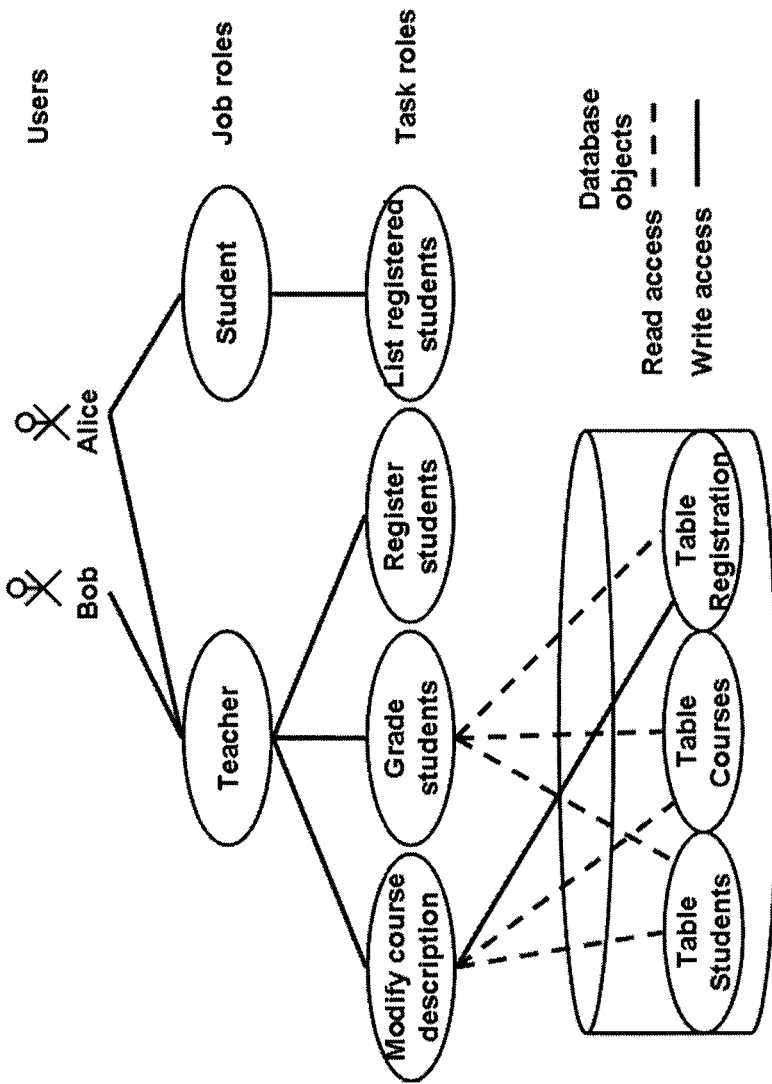 Users
Bob
Alice
Job roles
Teacher
Student
Task roles
Modify course
description
Grade
students
Register
students
List registered
students
Database
objects
Read access
Write access
Table
Students
Table
Courses
Table
Registration